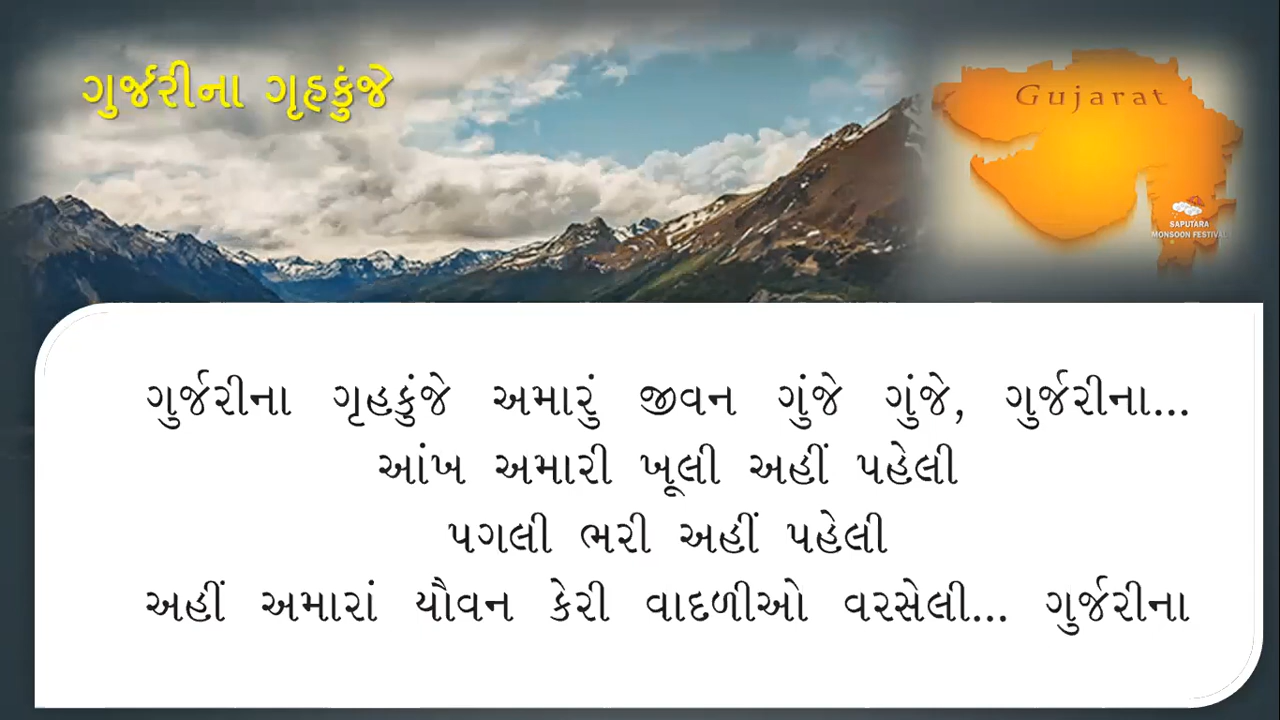 ગુર્જરીના ગૃહકુંજે
Gujarat
SAPUTARA
MONSOON FESTIVAL
ગુર્જરીના ગૃહકુંજે અમારું જીવન ગુંજે ગુંજે, ગુર્જરીના...
આંખ અમારી ખૂલી અહીં પહેલી
પગલી ભરી અહીં પહેલી
અહીં અમારાં યૌવન કેરી વાદળીઓ વરસેલી... ગુર્જરીના